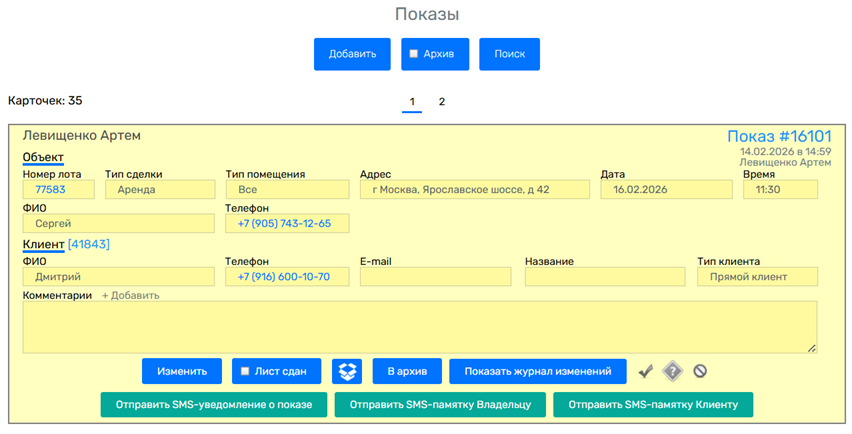 Показы
Добавить Архив Поиск
Карточек: 35 1 2
Левищенко Артем Показ #16101
14.02.2026 в 14:59
Объект Левищенко Артем
Номер лота Тип сделки Тип помещения Адрес Дата Время
77583 Аренда Все г Москва, Ярославское шоссе, д 42 16.02.2026 11:30
ФИО Телефон
Сергей +7 (905) 743-12-65
Клиент [41843]
ФИО Телефон E-mail Название Тип клиента
Дмитрий +7 (916) 600-10-70 Прямой клиент
Комментарии + Добавить
Изменить Лист сдан В архив Показать журнал изменений ?
Отправить SMS-уведомление о показе Отправить SMS-памятку Владельцу Отправить SMS-памятку Клиенту